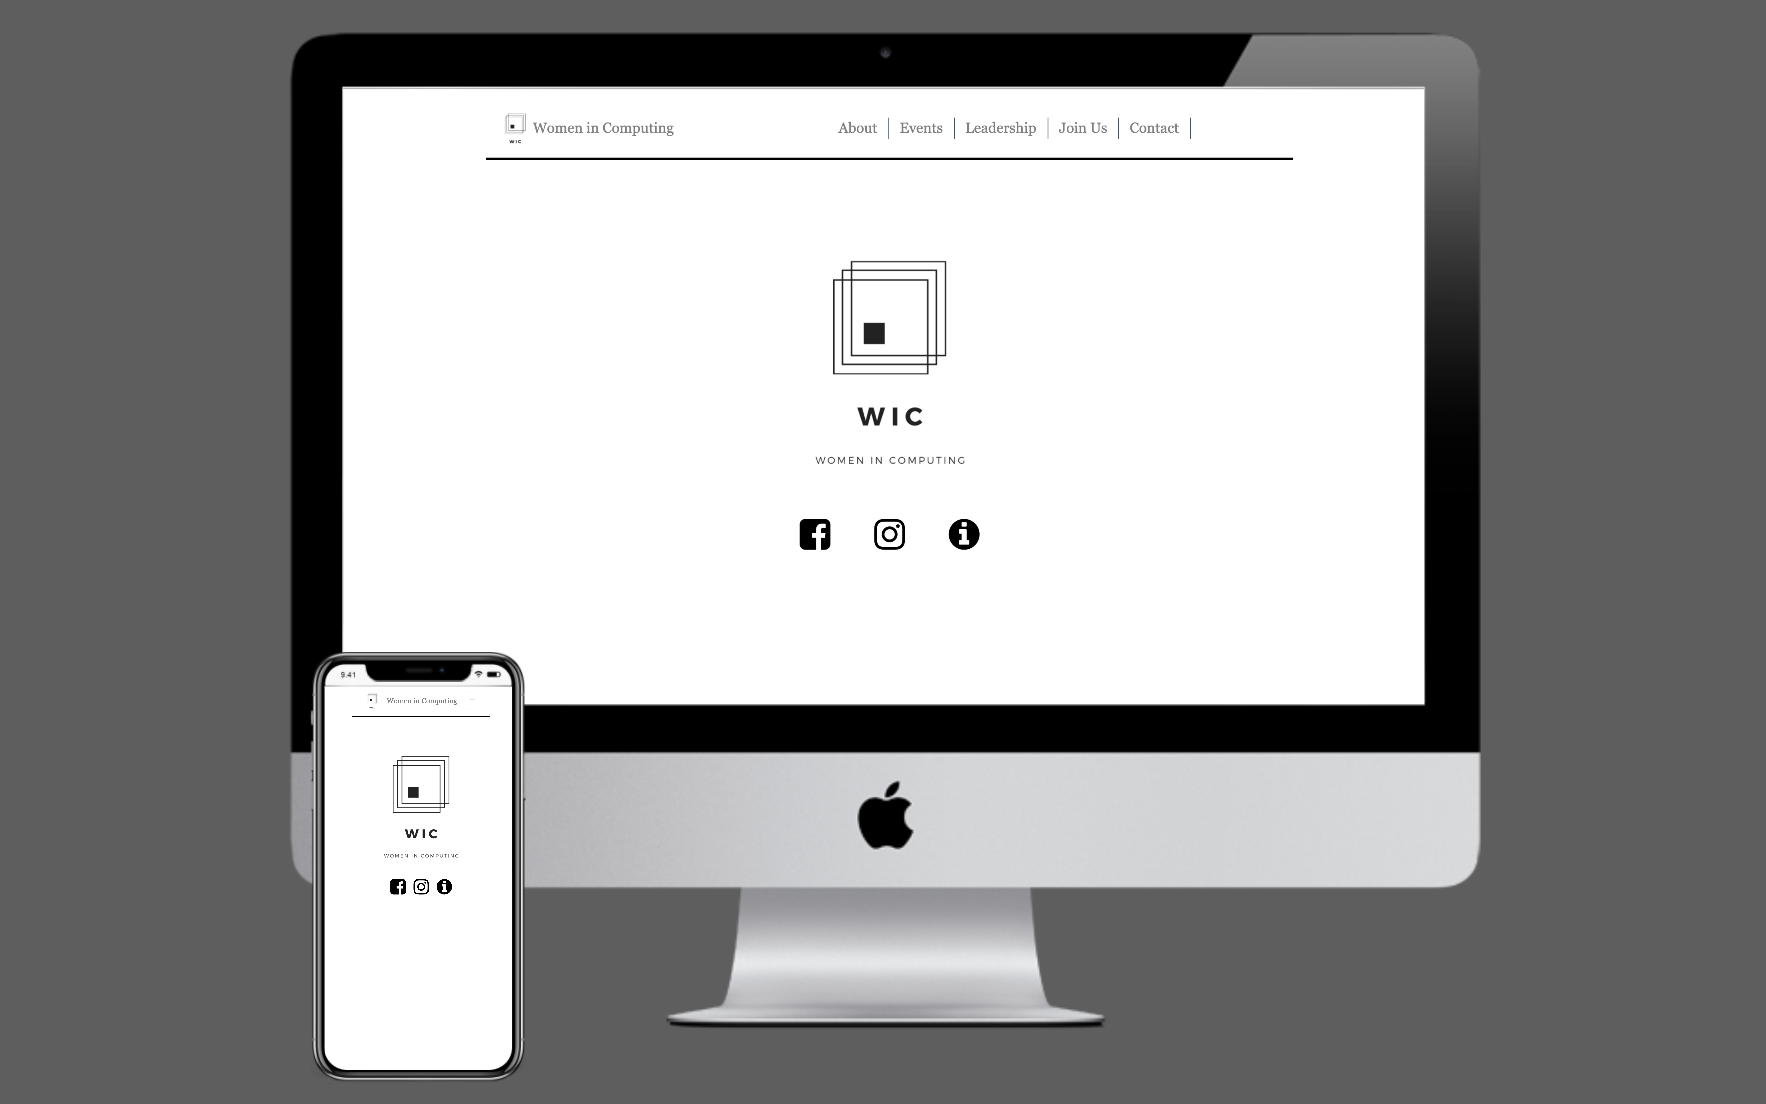 WIC
Women in Computing
About
Events
Leadership
Join Us
Contact
WIC
WOMEN IN COMPUTING
9.41
Women in Computing
WIC
WOMEN IN COMPUTING